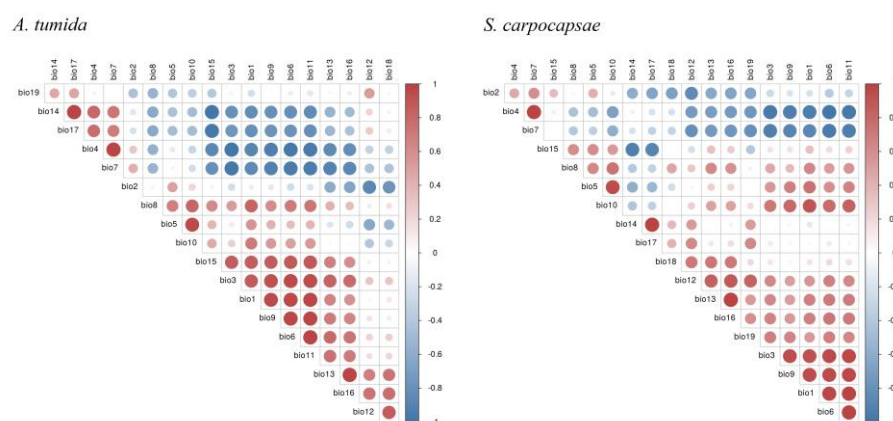 A. tumida
S. carpocapsae
bio14 bio17 bio4 bio7 bio2 bio8 bio5 bio10 bio15 bio3 bio1 bio9 bio6 bio11 bio13 bio16 bio12 bio18
bio19
bio14
bio17
bio4
bio7
bio2
bio8
bio5
bio10
bio15
bio3
bio1
bio9
bio6
bio11
bio13
bio16
bio12
1
0.8
0.6
0.4
0.2
0
-0.2
-0.4
-0.6
-0.8
-1
bio4 bio7 bio15 bio8 bio5 bio10 bio14 bio17 bio18 bio12 bio13 bio16 bio19 bio3 bio9 bio1 bio6 bio11
bio2
bio4
bio7
bio15
bio8
bio5
bio10
bio14
bio17
bio18
bio12
bio13
bio16
bio19
bio3
bio9
bio1
bio6